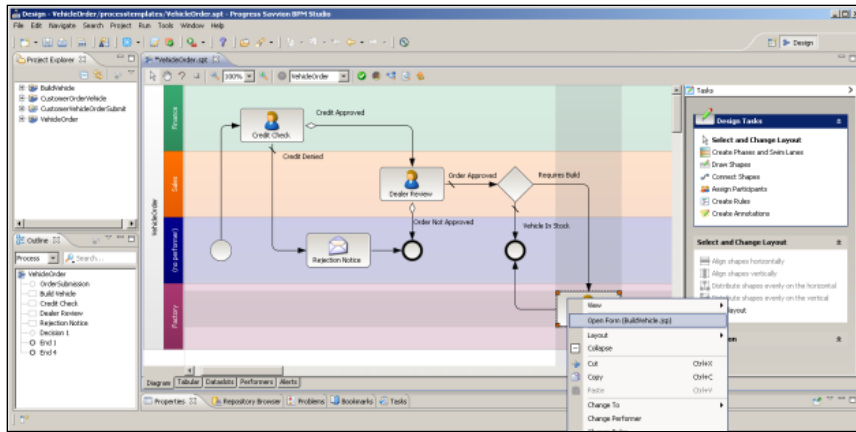 Design - VehicleOrder/processtemplates/VehicleOrder.spt - Progress Savvion BPM Studio
File Edit Navigate Search Project Run Tools Window Help
Design
Project Explorer
*VehicleOrder.spt
100%
VehicleOrder
BuildVehicle
CustomerOrderVehicle
CustomerVehicleOrderSubmit
VehicleOrder
Outline
Process
Search...
VehicleOrder
OrderSubmission
Build Vehicle
Credit Check
Dealer Review
Rejection Notice
Decision 1
End 1
End 4
VehicleOrder
Finance
Sales
(no performer)
Factory
Credit Check
Credit Approved
Credit Denied
Dealer Review
Order Approved
Requires Build
Order Not Approved
Vehicle In Stock
Rejection Notice
View
Open Form (BuildVehicle.jsp)
Layout
Collapse
Cut Ctrl+X
Copy Ctrl+C
Paste Ctrl+V
Change To
Change Performer
Diagram Tabular Dataslots Performers Alerts
Properties Repository Browser Problems Bookmarks Tasks
Tasks
Design Tasks
Select and Change Layout
Create Phases and Swim Lanes
Draw Shapes
Connect Shapes
Assign Participants
Create Rules
Create Annotations
Select and Change Layout
Align shapes horizontally
Align shapes vertically
Distribute shapes evenly on the horizontal
Distribute shapes evenly on the vertical
layout